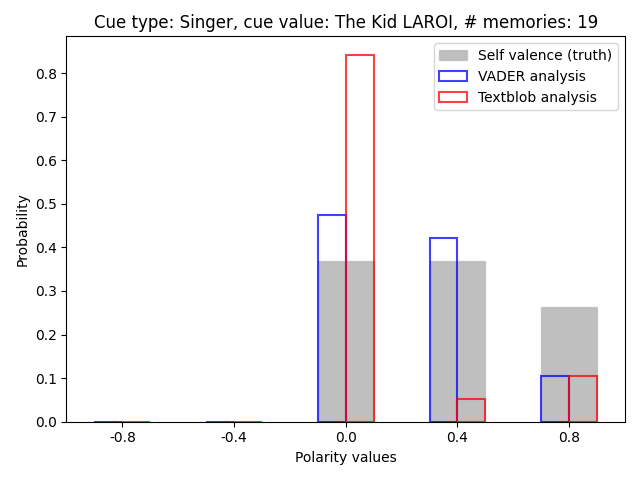 Cue type: Singer, cue value: The Kid LAROI, # memories: 19
Self valence (truth)
VADER analysis
Textblob analysis
Probability
0.8
0.7
0.6
0.5
0.4
0.3
0.2
0.1
0.0
-0.8 -0.4 0.0 0.4 0.8
Polarity values